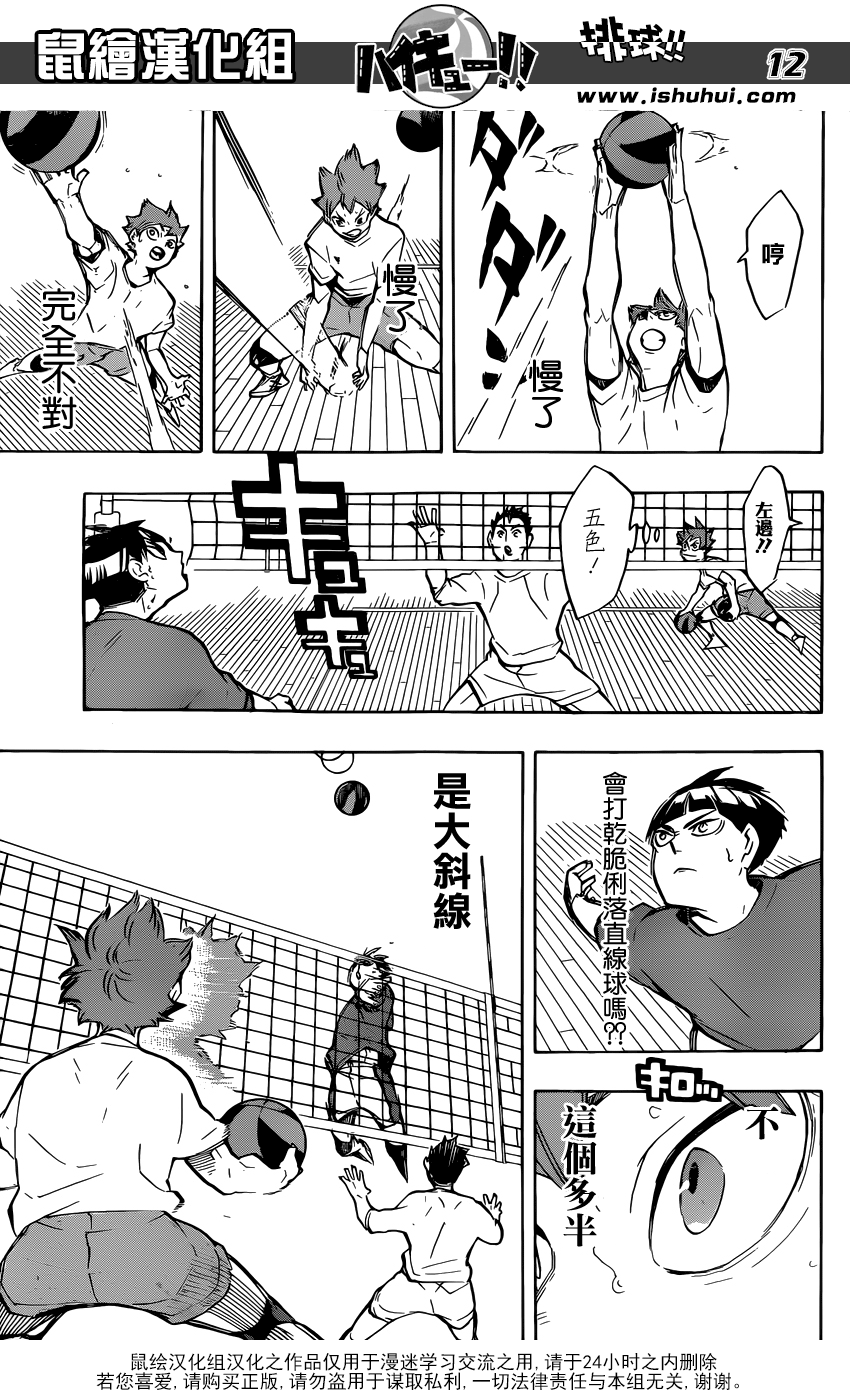 鼠繪漢化組
ハイキュー!!
排球!!
12
www.ishuhui.com
哼
ダダン
慢了
慢了
完全不對
左邊!!
五色!
キュ
キュ
會打乾脆俐落直線球嗎??
キロ...
不
這個多半
是大斜線
鼠绘汉化组汉化之作品仅用于漫迷学习交流之用,请于24小时之内删除
若您喜爱,请购买正版,请勿盗用于谋取私利,一切法律责任与本组无关,谢谢。